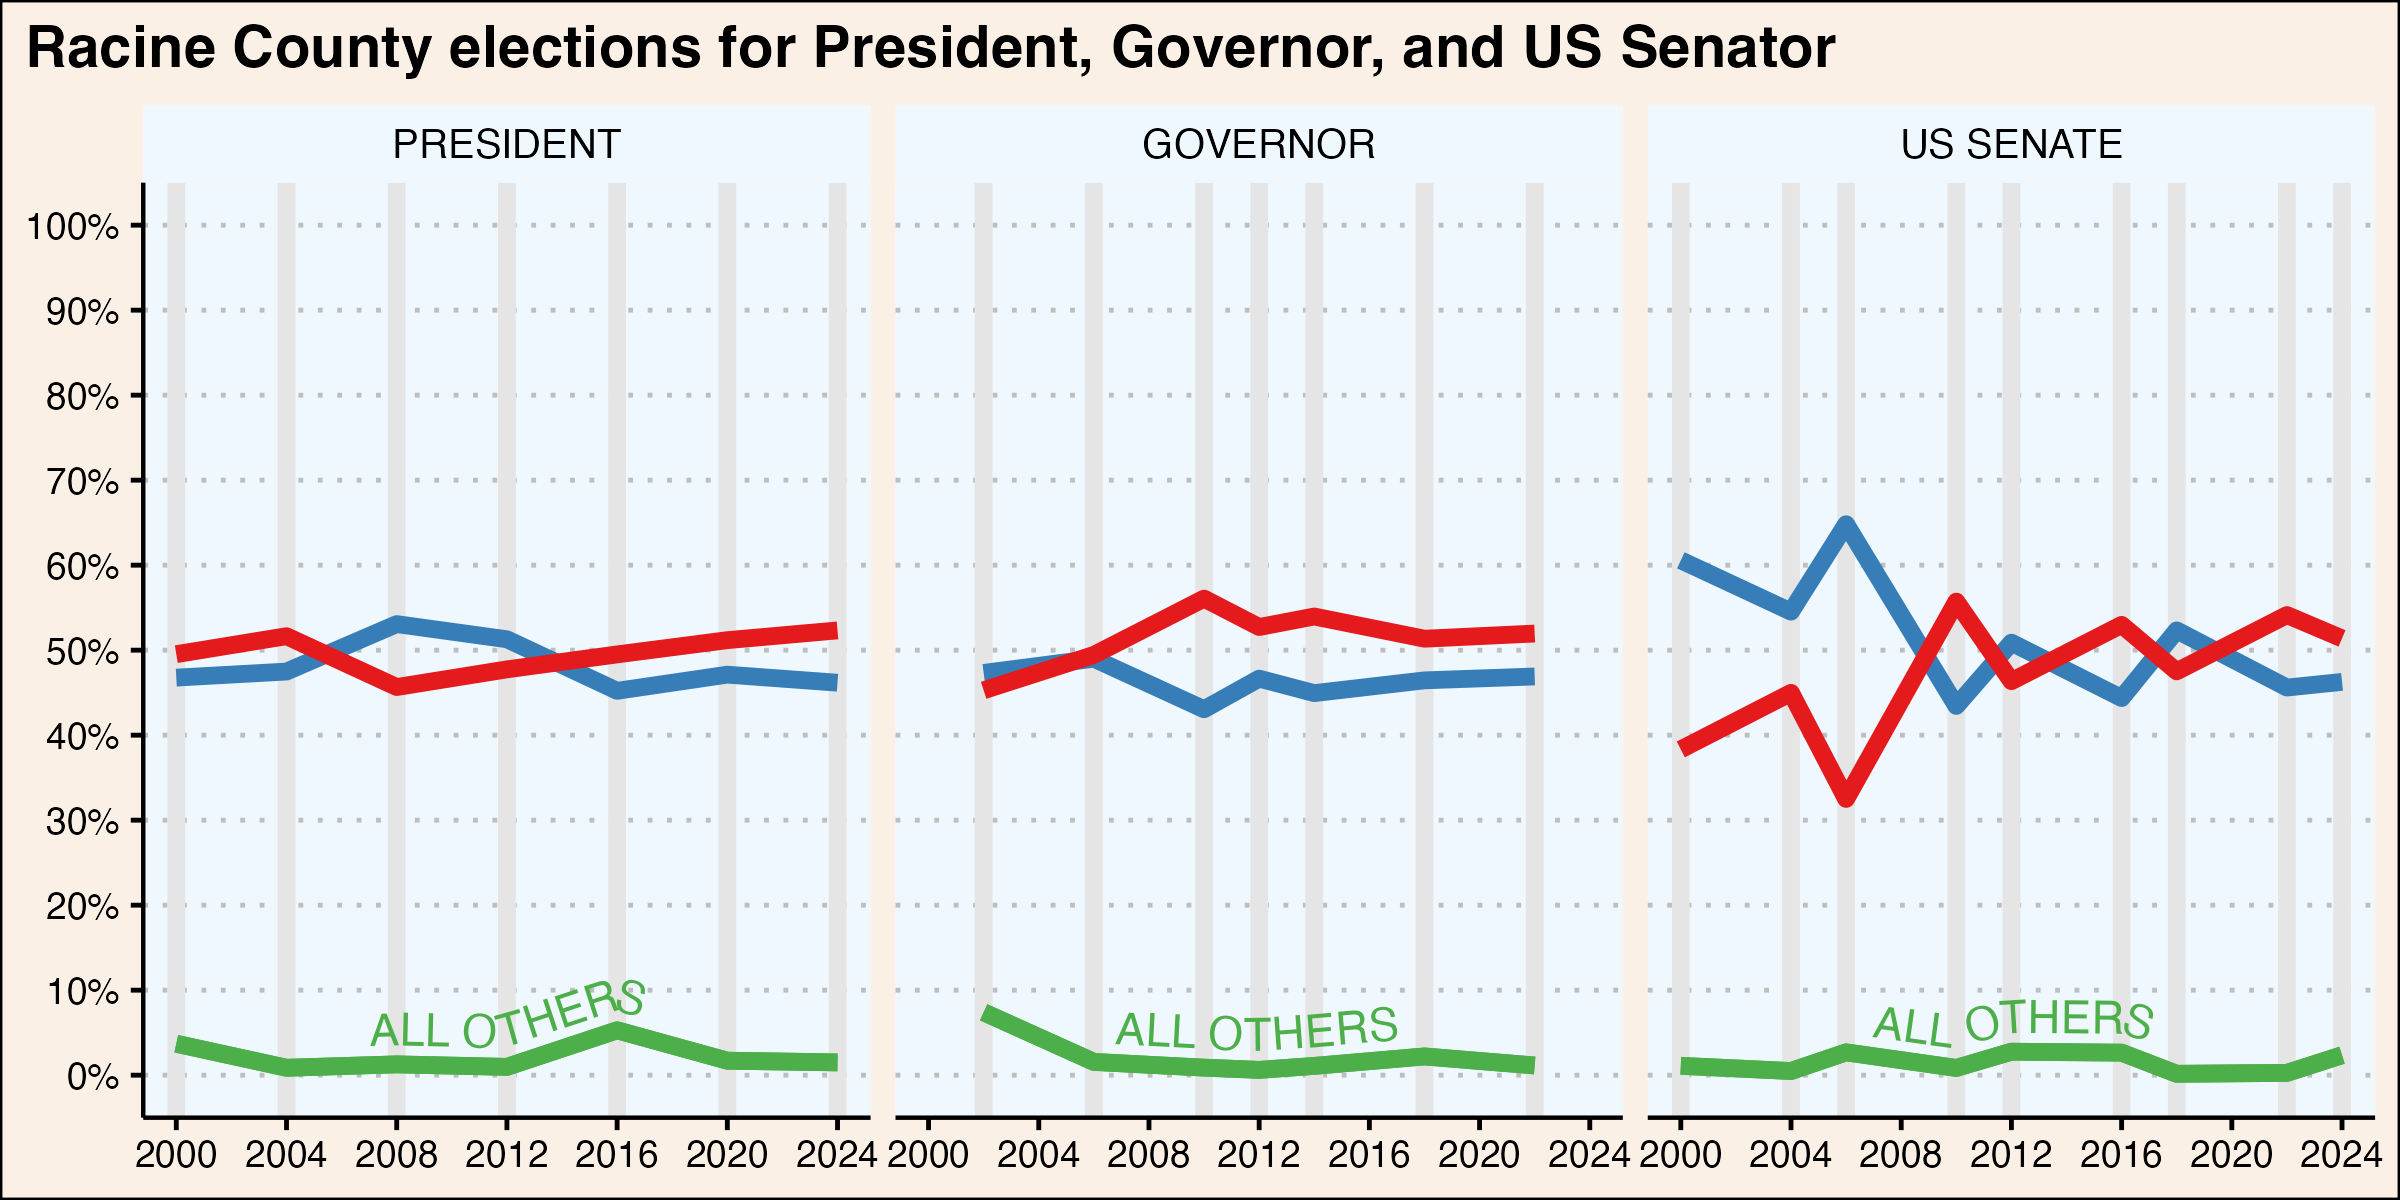 Racine County elections for President, Governor, and US Senator
PRESIDENT
GOVERNOR
US SENATE
100%
90%
80%
70%
60%
50%
40%
30%
20%
10%
0%
ALL OTHERS
ALL OTHERS
ALL OTHERS
2000 2004 2008 2012 2016 2020 2024
2000 2004 2008 2012 2016 2020 2024
2000 2004 2008 2012 2016 2020 2024